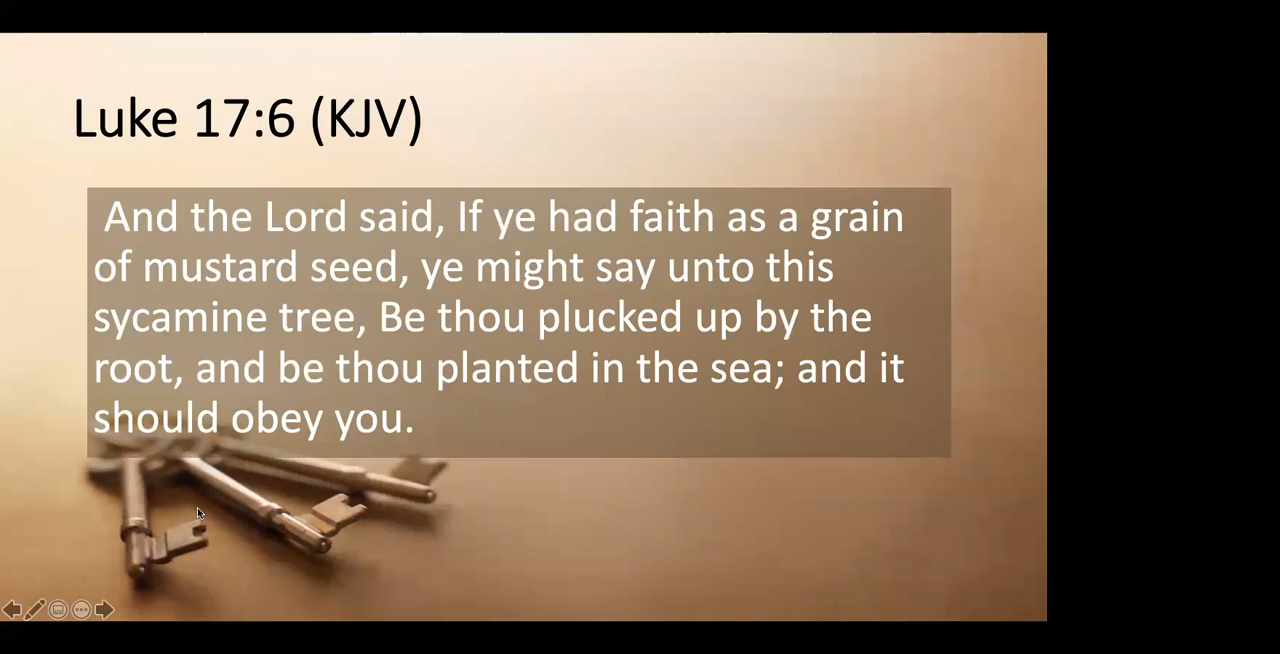 Luke 17:6 (KJV)
And the Lord said, If ye had faith as a grain
of mustard seed, ye might say unto this
sycamine tree, Be thou plucked up by the
root, and be thou planted in the sea; and it
should obey you.